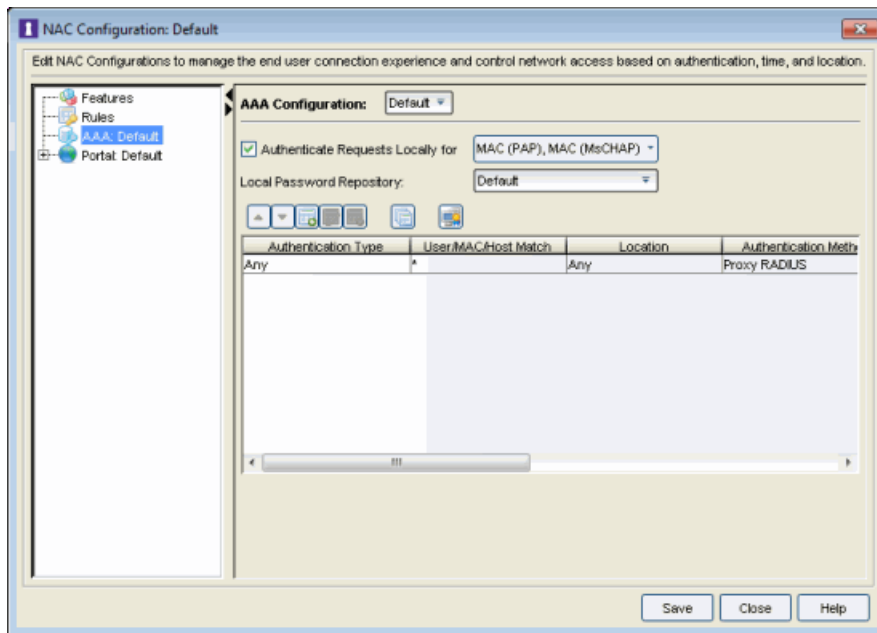 NAC Configuration: Default
Edit NAC Configurations to manage the end user connection experience and control network access based on authentication, time, and location.
Features
Rules
AAA: Default
Portal: Default
AAA Configuration: Default
Authenticate Requests Locally for MAC (PAP), MAC (MsCHAP)
Local Password Repository: Default
Authentication Type User/MAC/Host Match Location Authentication Meth
Any * Any Proxy RADIUS
Save Close Help